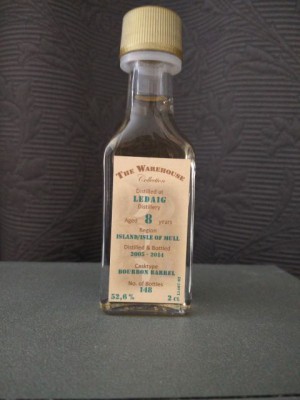 THE WAREHOUSE
Collection
Distilled at
LEDAIG
Distillery
Aged 8 years
Region
ISLAND/ISLE OF MULL
Distilled & Bottled
2005 - 2014
Casktype
BOURBON BARREL
No. of Bottles
148
52,6 % 2 cL